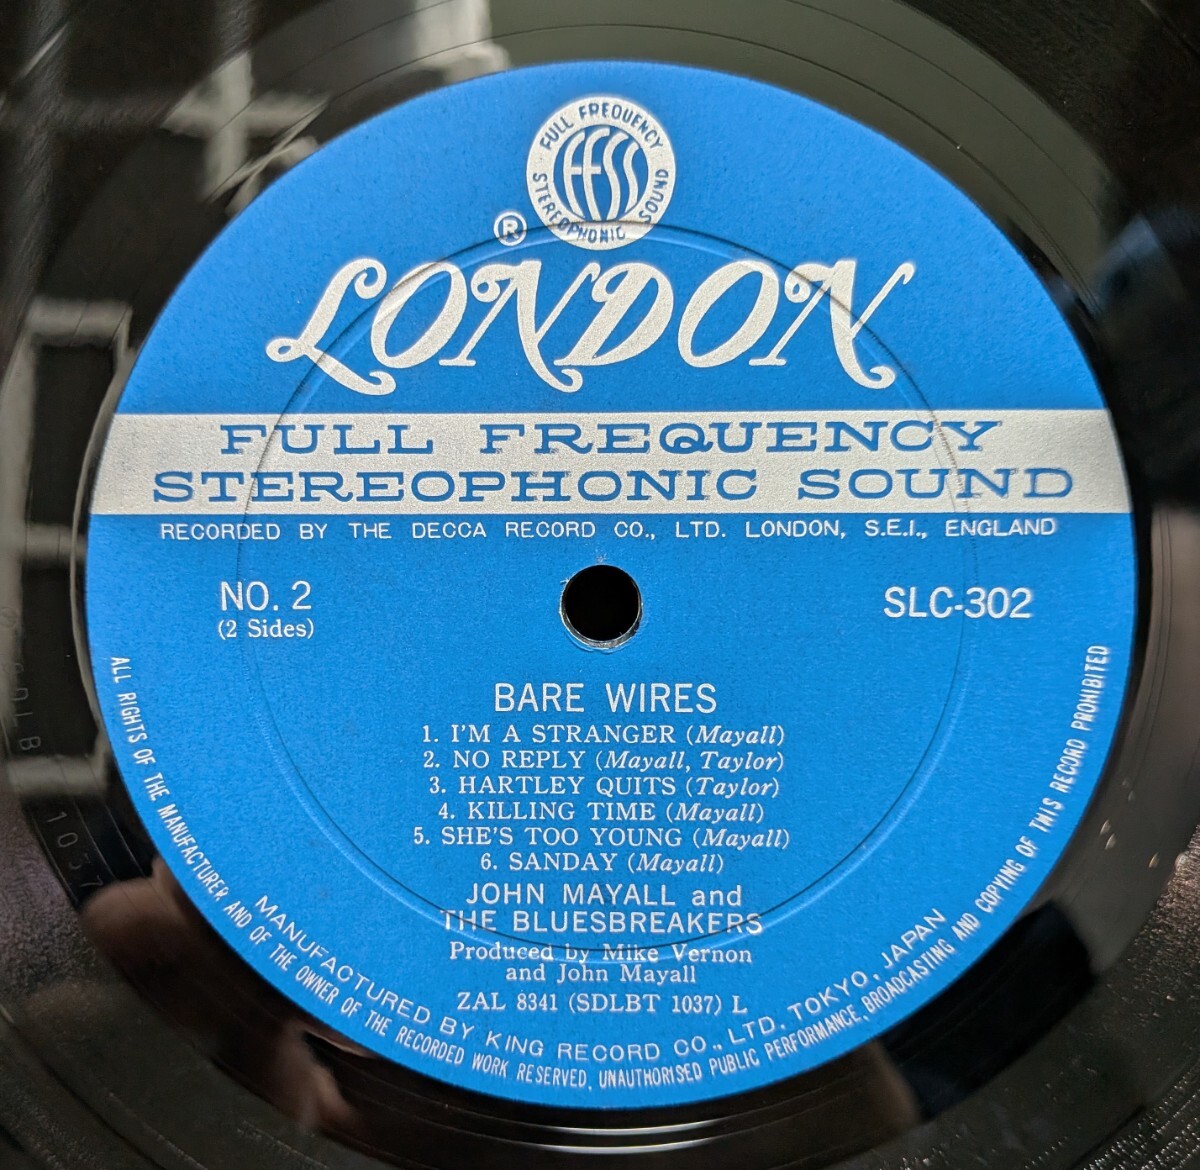 FULL FREQUENCY
FFSS
STEREOPHONIC SOUND
®
LONDON
FULL FREQUENCY
STEREOPHONIC SOUND
RECORDED BY THE DECCA RECORD CO., LTD. LONDON, S.E.I., ENGLAND
NO. 2
(2 Sides)
SLC-302
BARE WIRES
1. I'M A STRANGER (Mayall)
2. NO REPLY (Mayall, Taylor)
3. HARTLEY QUITS (Taylor)
4. KILLING TIME (Mayall)
5. SHE'S TOO YOUNG (Mayall)
6. SANDAY (Mayall)
JOHN MAYALL and
THE BLUESBREAKERS
Produced by Mike Vernon
and John Mayall
ZAL 8341 (SDLBT 1037) L
MANUFACTURED BY KING RECORD CO., LTD. TOKYO, JAPAN
ALL RIGHTS OF THE MANUFACTURER AND OF THE OWNER OF THE RECORDED WORK RESERVED, UNAUTHORISED PUBLIC PERFORMANCE, BROADCASTING AND COPYING OF THIS RECORD PROHIBITED